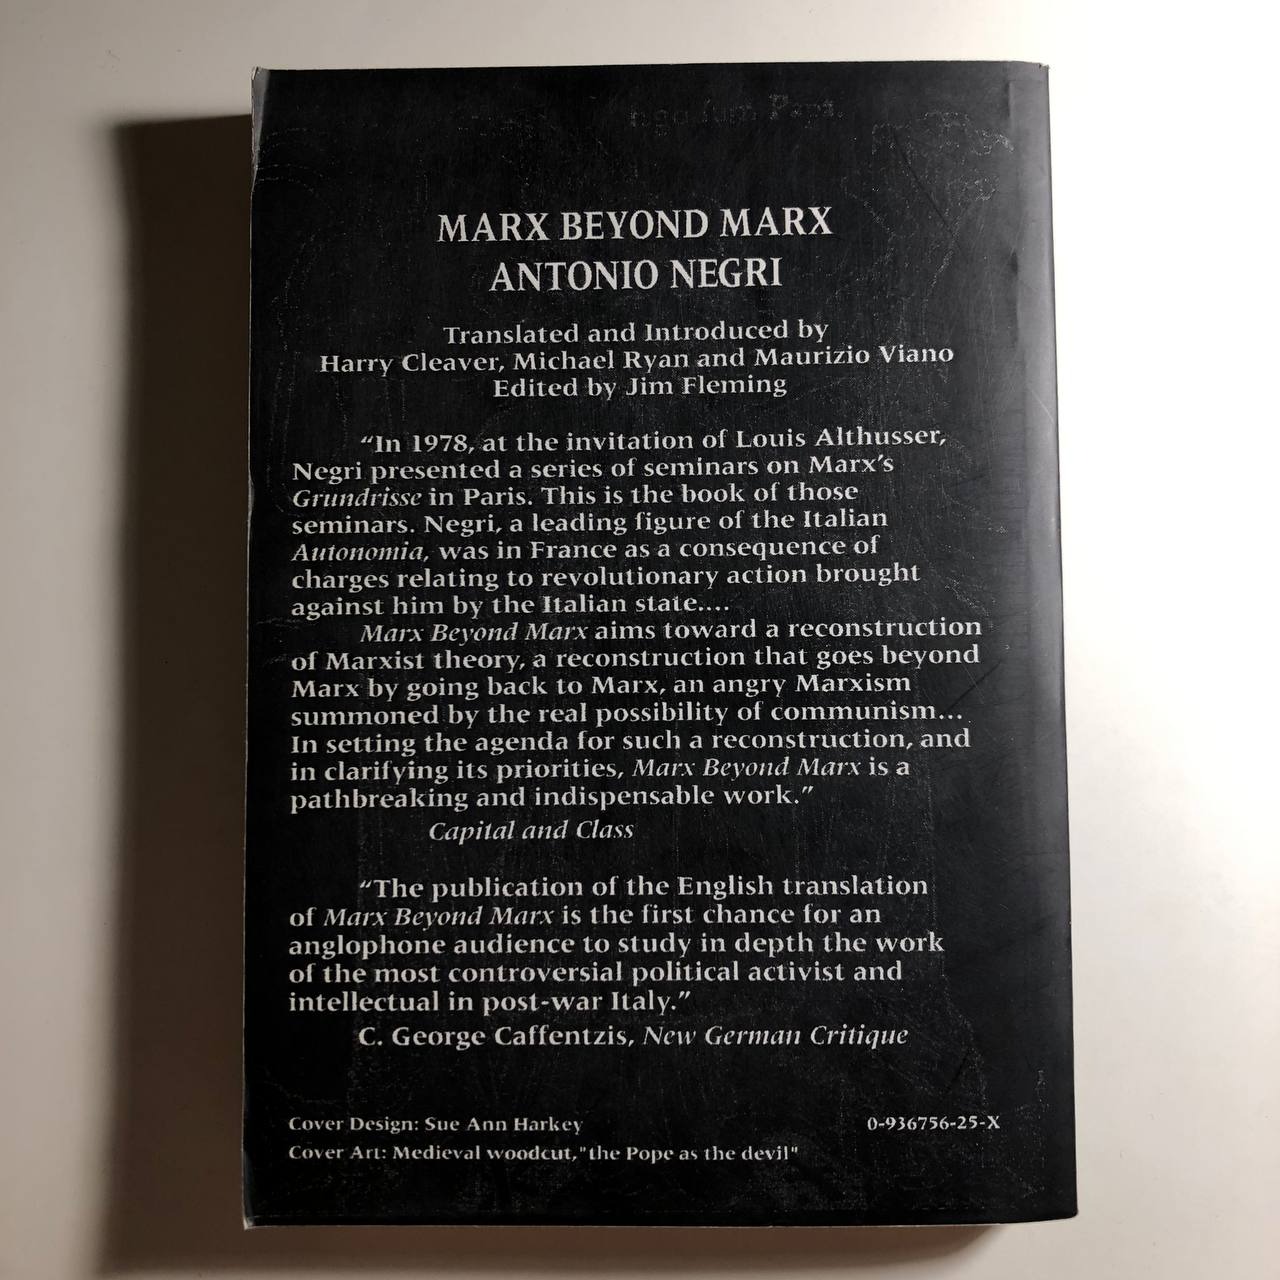 fum Papa.
MARX BEYOND MARX
ANTONIO NEGRI
Translated and Introduced by
Harry Cleaver, Michael Ryan and Maurizio Viano
Edited by Jim Fleming
“In 1978, at the invitation of Louis Althusser,
Negri presented a series of seminars on Marx’s
Grundrisse in Paris. This is the book of those
seminars. Negri, a leading figure of the Italian
Autonomia, was in France as a consequence of
charges relating to revolutionary action brought
against him by the Italian state....
Marx Beyond Marx aims toward a reconstruction
of Marxist theory, a reconstruction that goes beyond
Marx by going back to Marx, an angry Marxism
summoned by the real possibility of communism...
In setting the agenda for such a reconstruction, and
in clarifying its priorities, Marx Beyond Marx is a
pathbreaking and indispensable work.”
Capital and Class
“The publication of the English translation
of Marx Beyond Marx is the first chance for an
anglophone audience to study in depth the work
of the most controversial political activist and
intellectual in post-war Italy.”
C. George Caffentzis, New German Critique
Cover Design: Sue Ann Harkey
0-936756-25-X
Cover Art: Medieval woodcut,"the Pope as the devil"